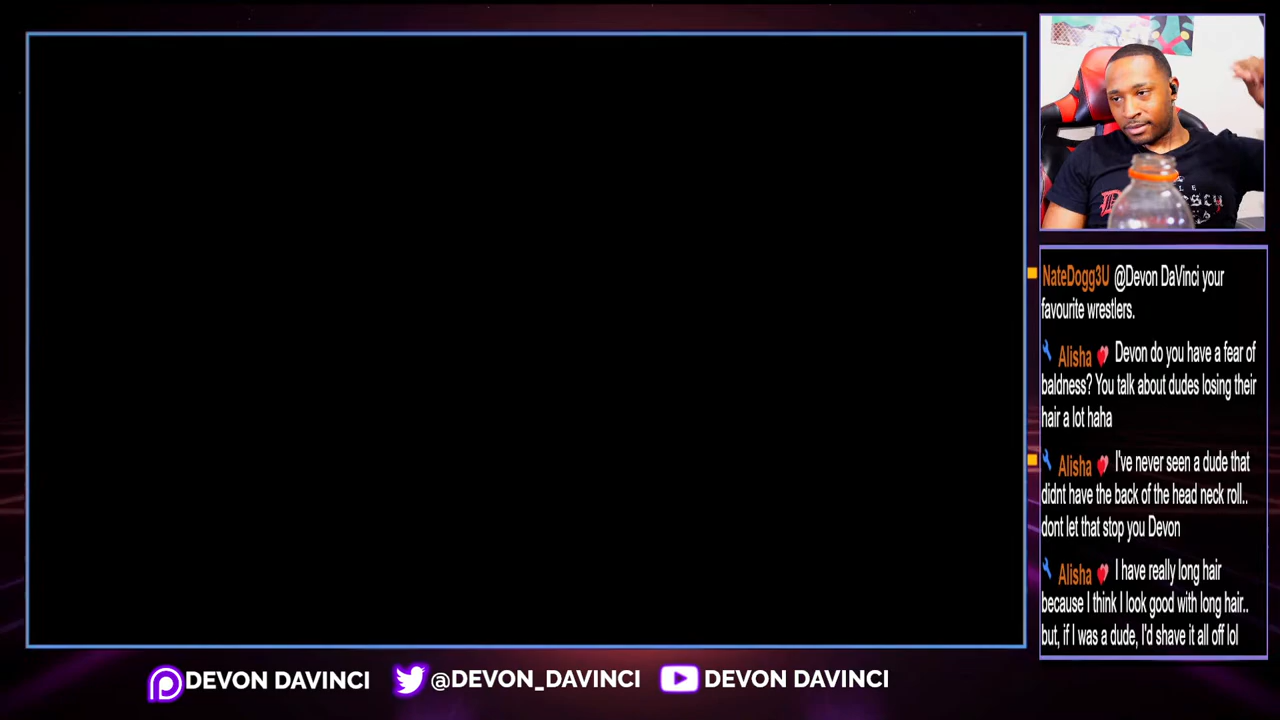 NateDogg3U @Devon DaVinci your
favourite wrestlers.
Alisha Devon do you have a fear of
baldness? You talk about dudes losing their
hair a lot haha
Alisha I've never seen a dude that
didnt have the back of the head neck roll..
dont let that stop you Devon
Alisha I have really long hair
because I think I look good with long hair..
but, if I was a dude, I'd shave it all off lol
DEVON DAVINCI @DEVON_DAVINCI DEVON DAVINCI